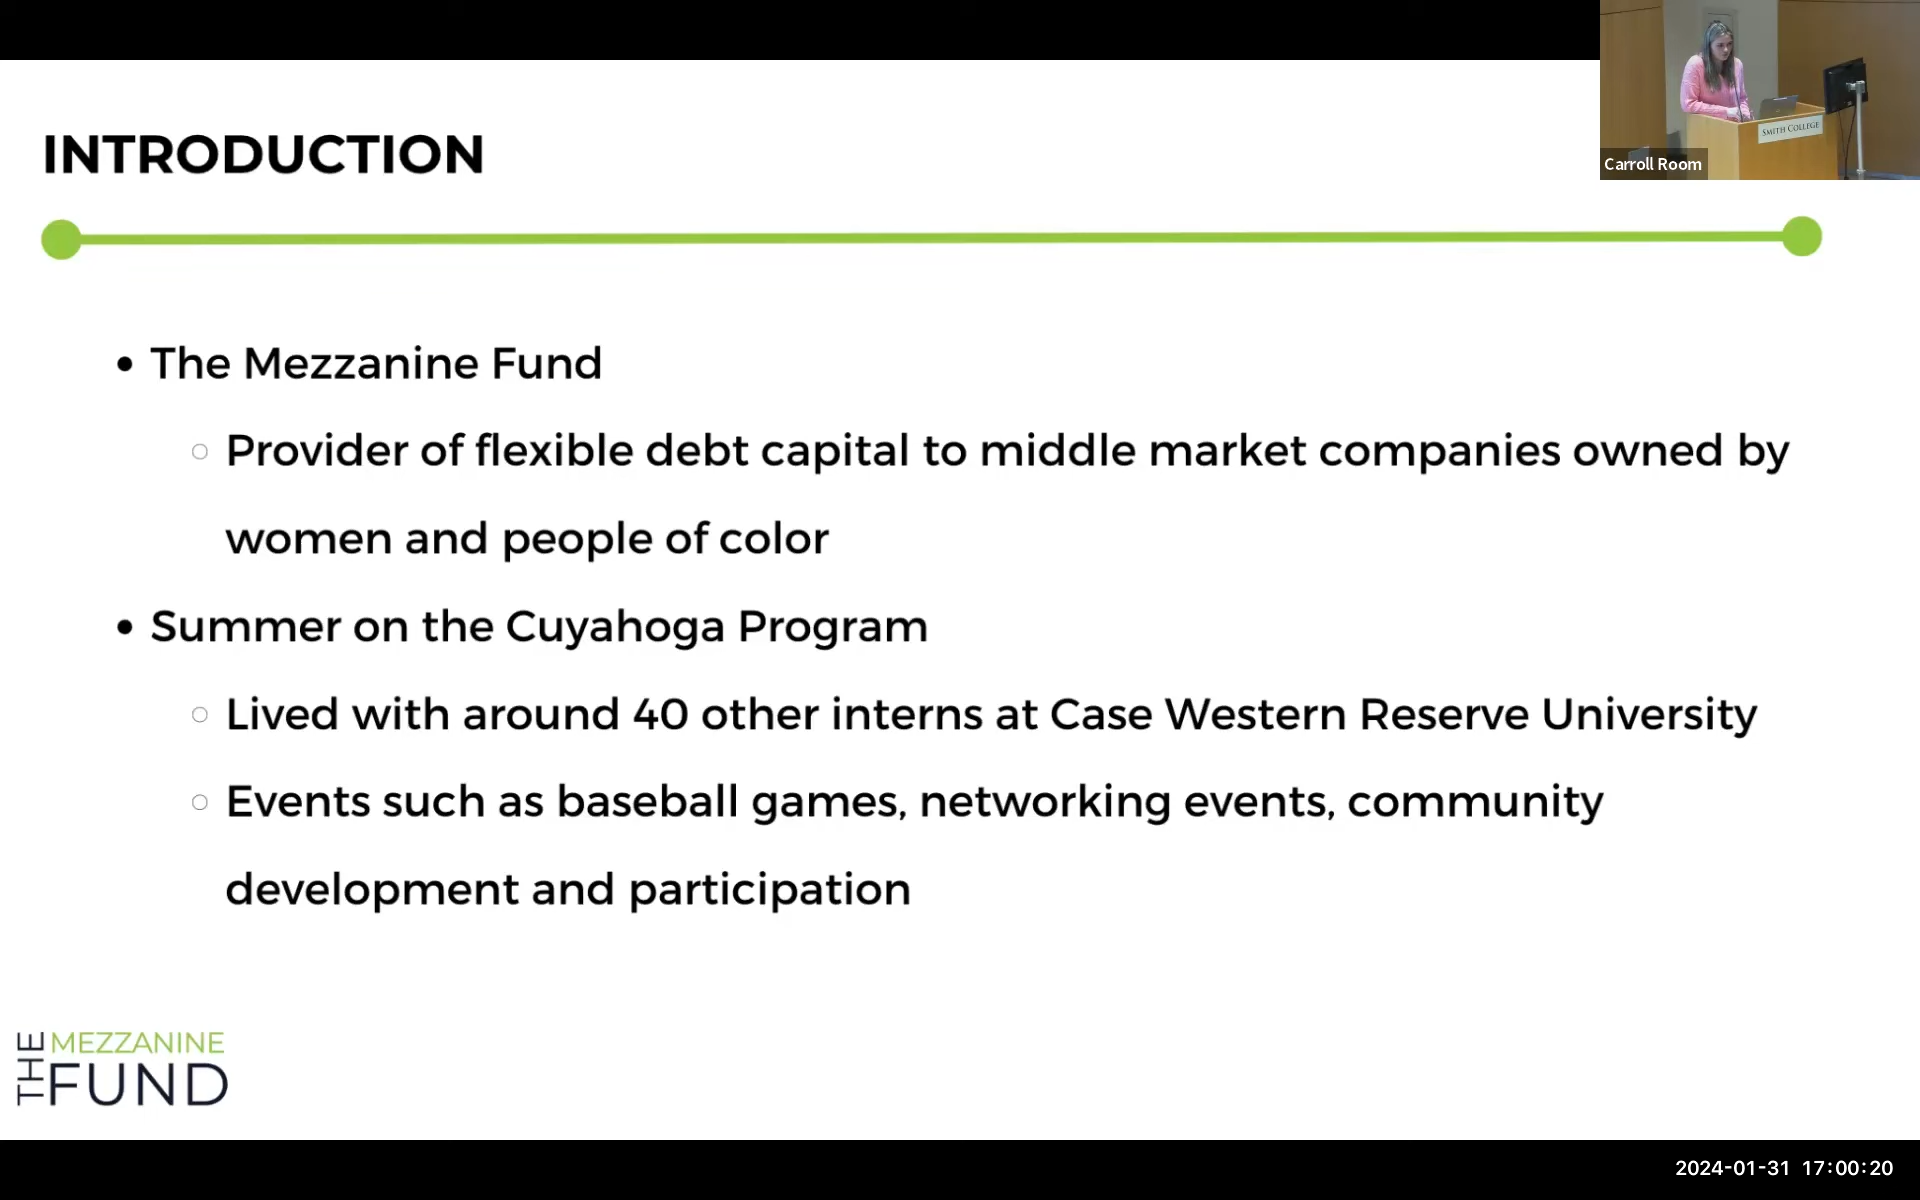 INTRODUCTION
SMITH COLLEGE
Carroll Room
• The Mezzanine Fund
○ Provider of flexible debt capital to middle market companies owned by
women and people of color
• Summer on the Cuyahoga Program
○ Lived with around 40 other interns at Case Western Reserve University
○ Events such as baseball games, networking events, community
development and participation
THE MEZZANINE
FUND
2024-01-31 17:00:20